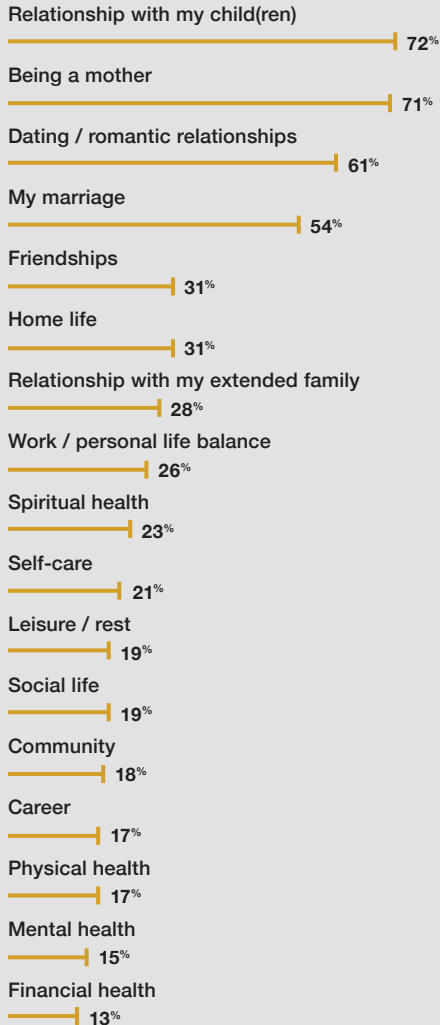 Relationship with my child(ren)
72%
Being a mother
71%
Dating / romantic relationships
61%
My marriage
54%
Friendships
31%
Home life
31%
Relationship with my extended family
28%
Work / personal life balance
26%
Spiritual health
23%
Self-care
21%
Leisure / rest
19%
Social life
19%
Community
18%
Career
17%
Physical health
17%
Mental health
15%
Financial health
13%